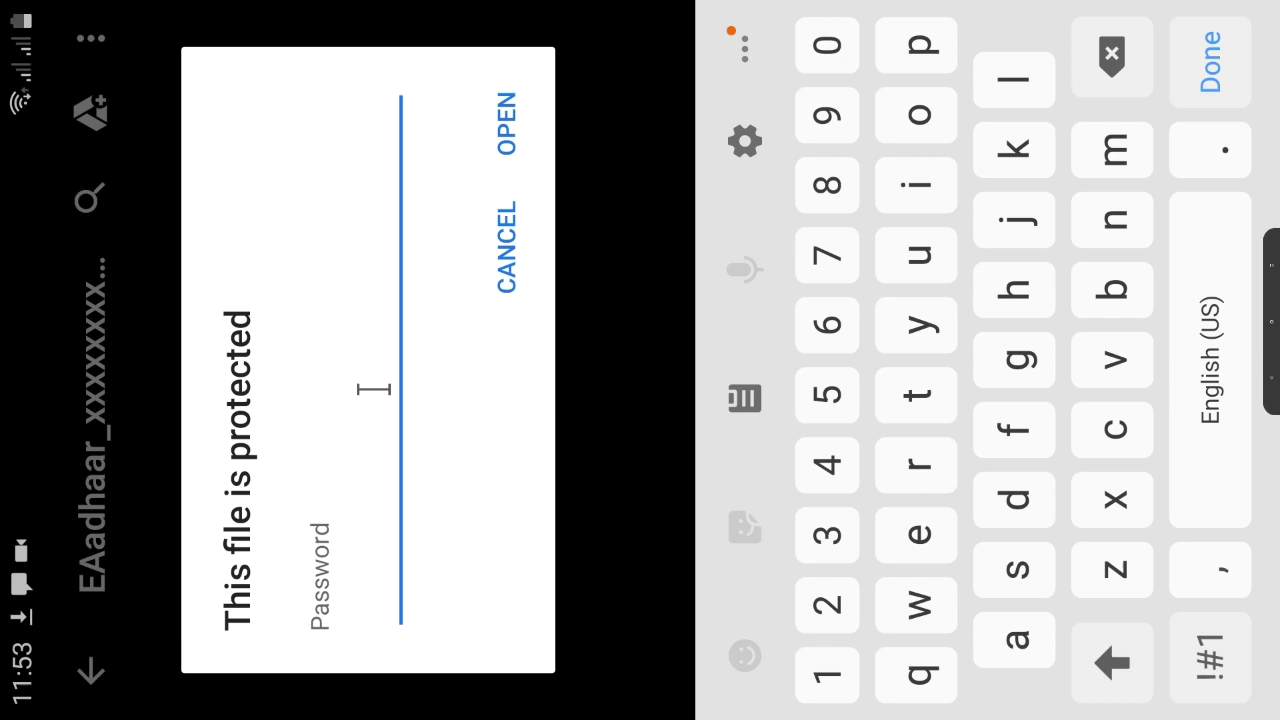 11:53
EAadhaar_xxxxxxxx...
This file is protected
Password
CANCEL OPEN
1 2 3 4 5 6 7 8 9 0
q w e r t y u i o p
a s d f g h j k l
z x c v b n m
!#1 , English (US) . Done